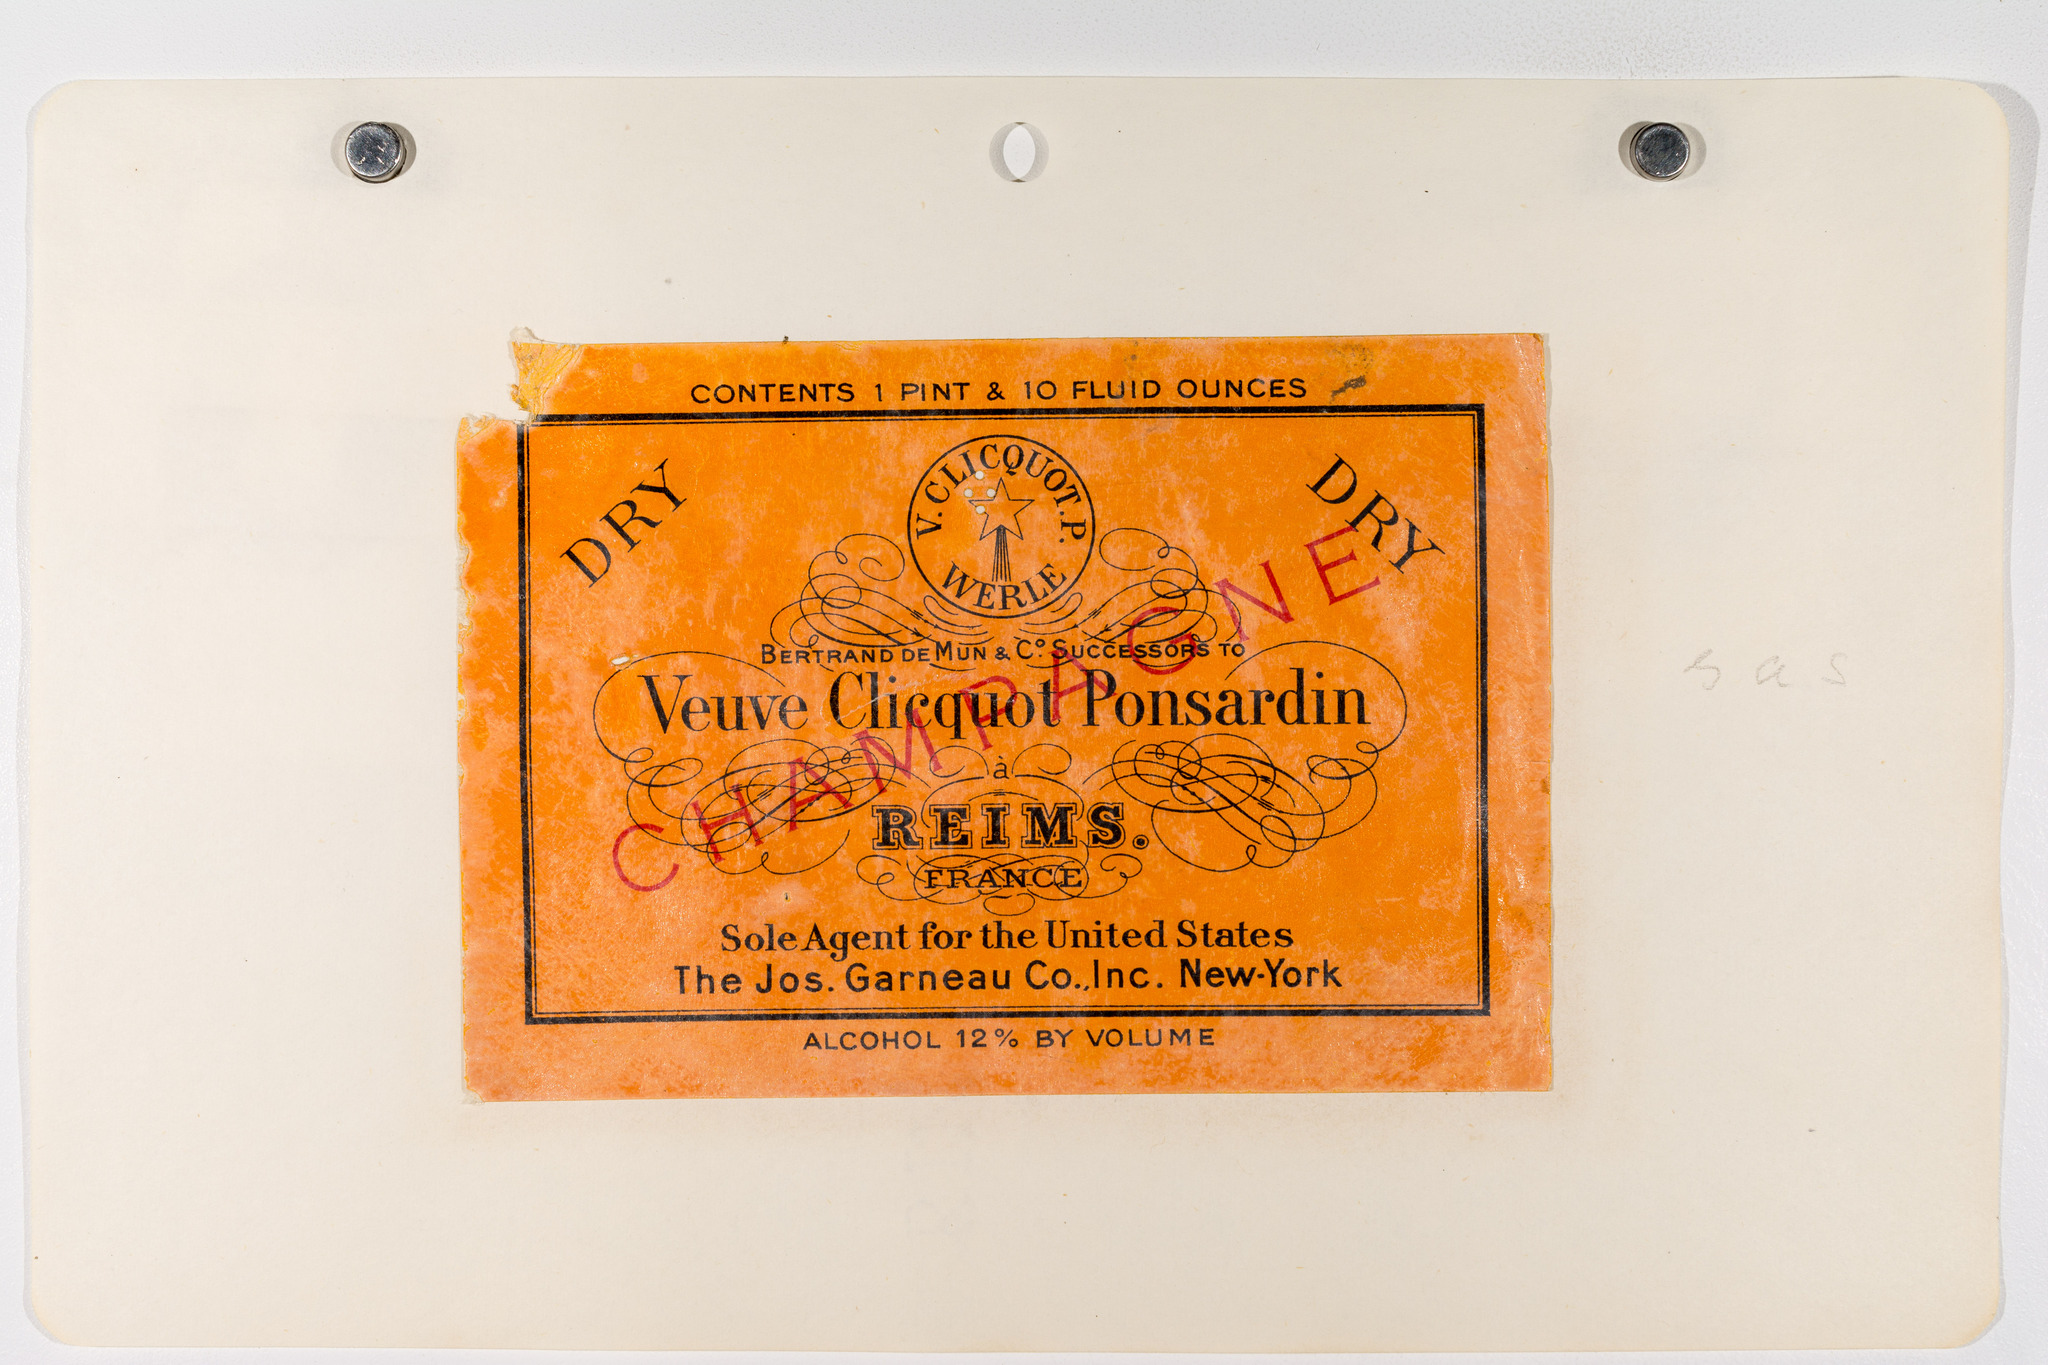 CONTENTS 1 PINT & 10 FLUID OUNCES
DRY
DRY
V. CLICQUOT. P.
WERLE
BERTRAND DE MUN & Cº. SUCCESSORS TO
Veuve Clicquot Ponsardin
CHAMPAGNE
à
REIMS.
FRANCE
Sole Agent for the United States
The Jos. Garneau Co., Inc. New-York
ALCOHOL 12% BY VOLUME